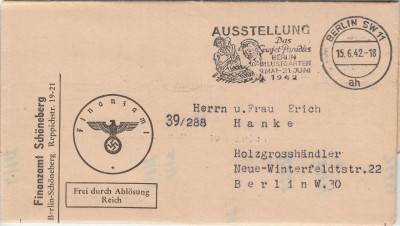 AUSSTELLUNG
Das
Sowjet-Paradies
BERLIN
LUSTGARTEN
9.MAI-21.JUNI
1942
BERLIN SW 11
15.6.42.-18
ah
Finanzamt Schöneberg
Berlin-Schöneberg Reppichstr. 19-21
Finanzamt
Frei durch Ablösung
Reich
39/288
Herrn u.Frau Erich
Hanke
Holzgrosshändler
Neue-Winterfeldtstr.22
Berlin W.30